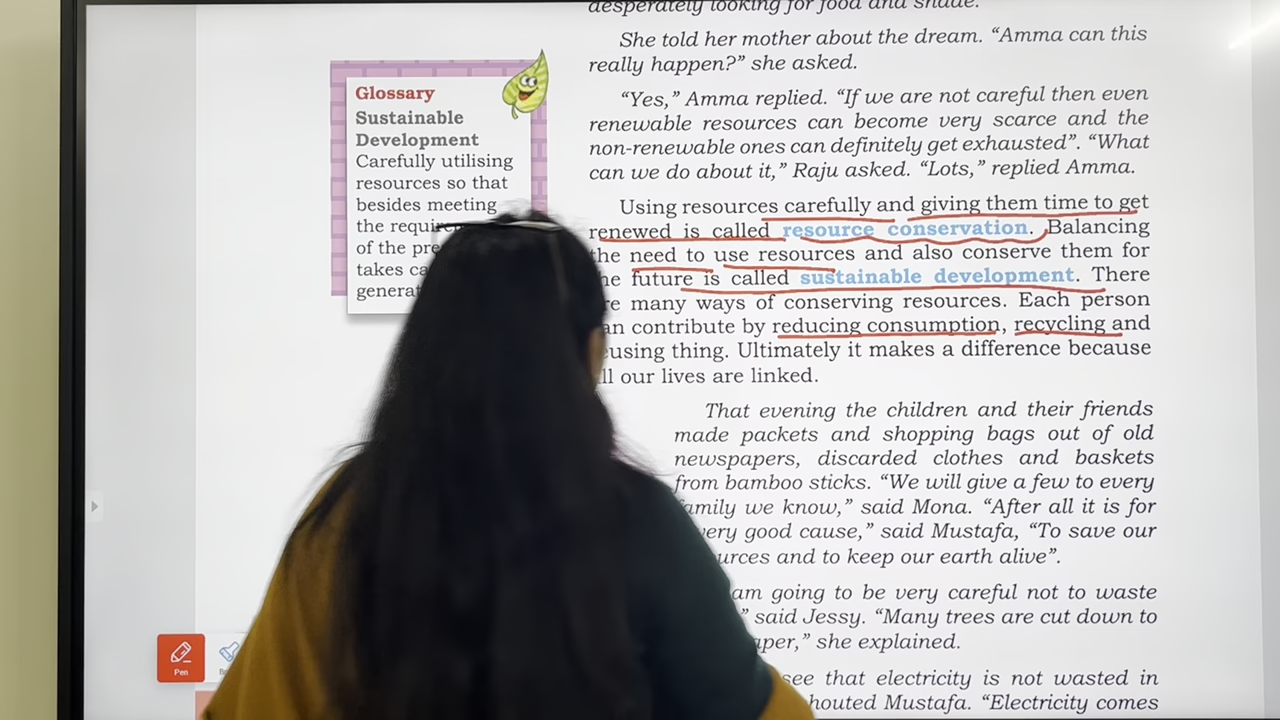 desperately looking for food and shade.
She told her mother about the dream. “Amma can this
really happen?” she asked.
“Yes,” Amma replied. “If we are not careful then even
renewable resources can become very scarce and the
non-renewable ones can definitely get exhausted”. “What
can we do about it,” Raju asked. “Lots,” replied Amma.
Using resources carefully and giving them time to get
renewed is called resource conservation. Balancing
the need to use resources and also conserve them for
future is called sustainable development. There
many ways of conserving resources. Each person
contribute by reducing consumption, recycling and
thing. Ultimately it makes a difference because
our lives are linked.
That evening the children and their friends
made packets and shopping bags out of old
newspapers, discarded clothes and baskets
from bamboo sticks. “We will give a few to every
family we know,” said Mona. “After all it is for
very good cause,” said Mustafa, “To save our
and to keep our earth alive”.
am going to be very careful not to waste
said Jessy. “Many trees are cut down to
she explained.
see that electricity is not wasted in
Mustafa. “Electricity comes
Glossary
Sustainable
Development
Carefully utilising
resources so that
besides meeting
the
of the
takes
Pen